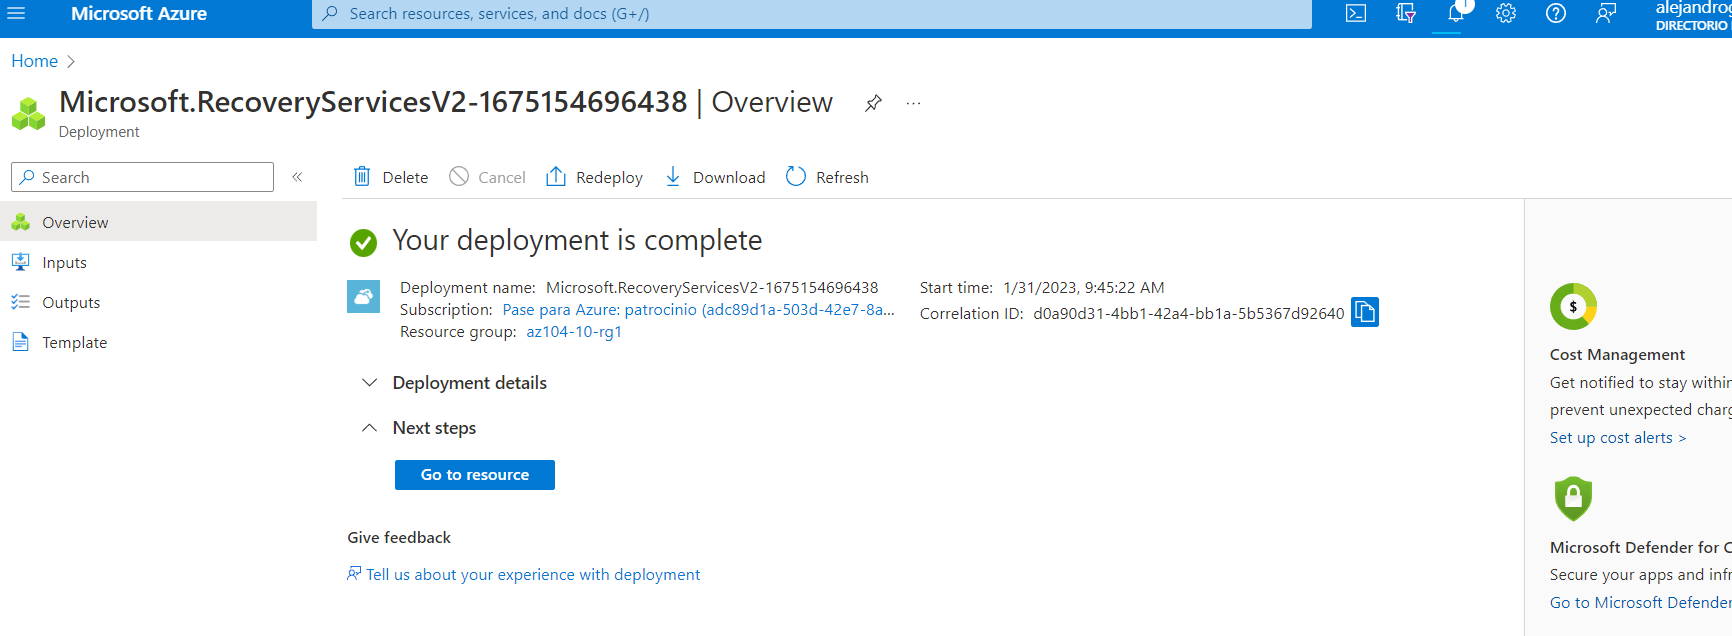 Microsoft Azure
Search resources, services, and docs (G+/)
1
alejandrog
DIRECTORIO
Home
Microsoft.RecoveryServicesV2-1675154696438 | Overview
Deployment
Search
«
Delete
Cancel
Redeploy
Download
Refresh
Overview
Inputs
Outputs
Template
Your deployment is complete
Deployment name: Microsoft.RecoveryServicesV2-1675154696438
Subscription: Pase para Azure: patrocinio (adc89d1a-503d-42e7-8a...
Resource group: az104-10-rg1
Start time: 1/31/2023, 9:45:22 AM
Correlation ID: d0a90d31-4bb1-42a4-bb1a-5b5367d92640
Deployment details
Next steps
Go to resource
Give feedback
Tell us about your experience with deployment
$
Cost Management
Get notified to stay within
prevent unexpected charg
Set up cost alerts >
Microsoft Defender for C
Secure your apps and infr
Go to Microsoft Defender